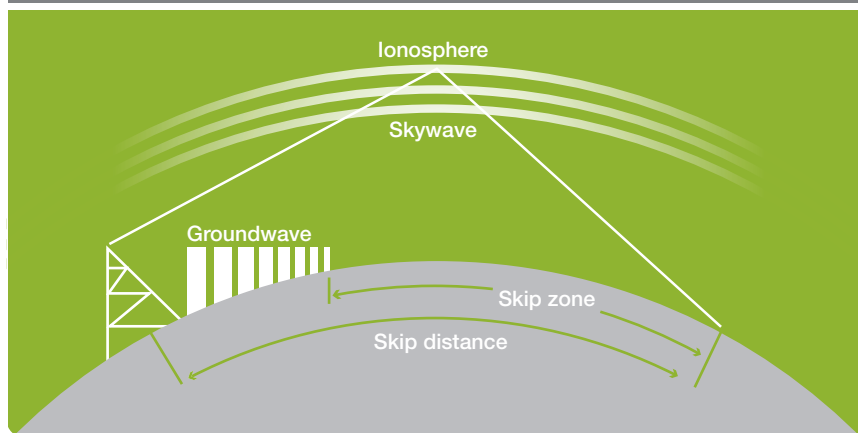 Ionosphere
Skywave
Groundwave
Skip zone
Skip distance